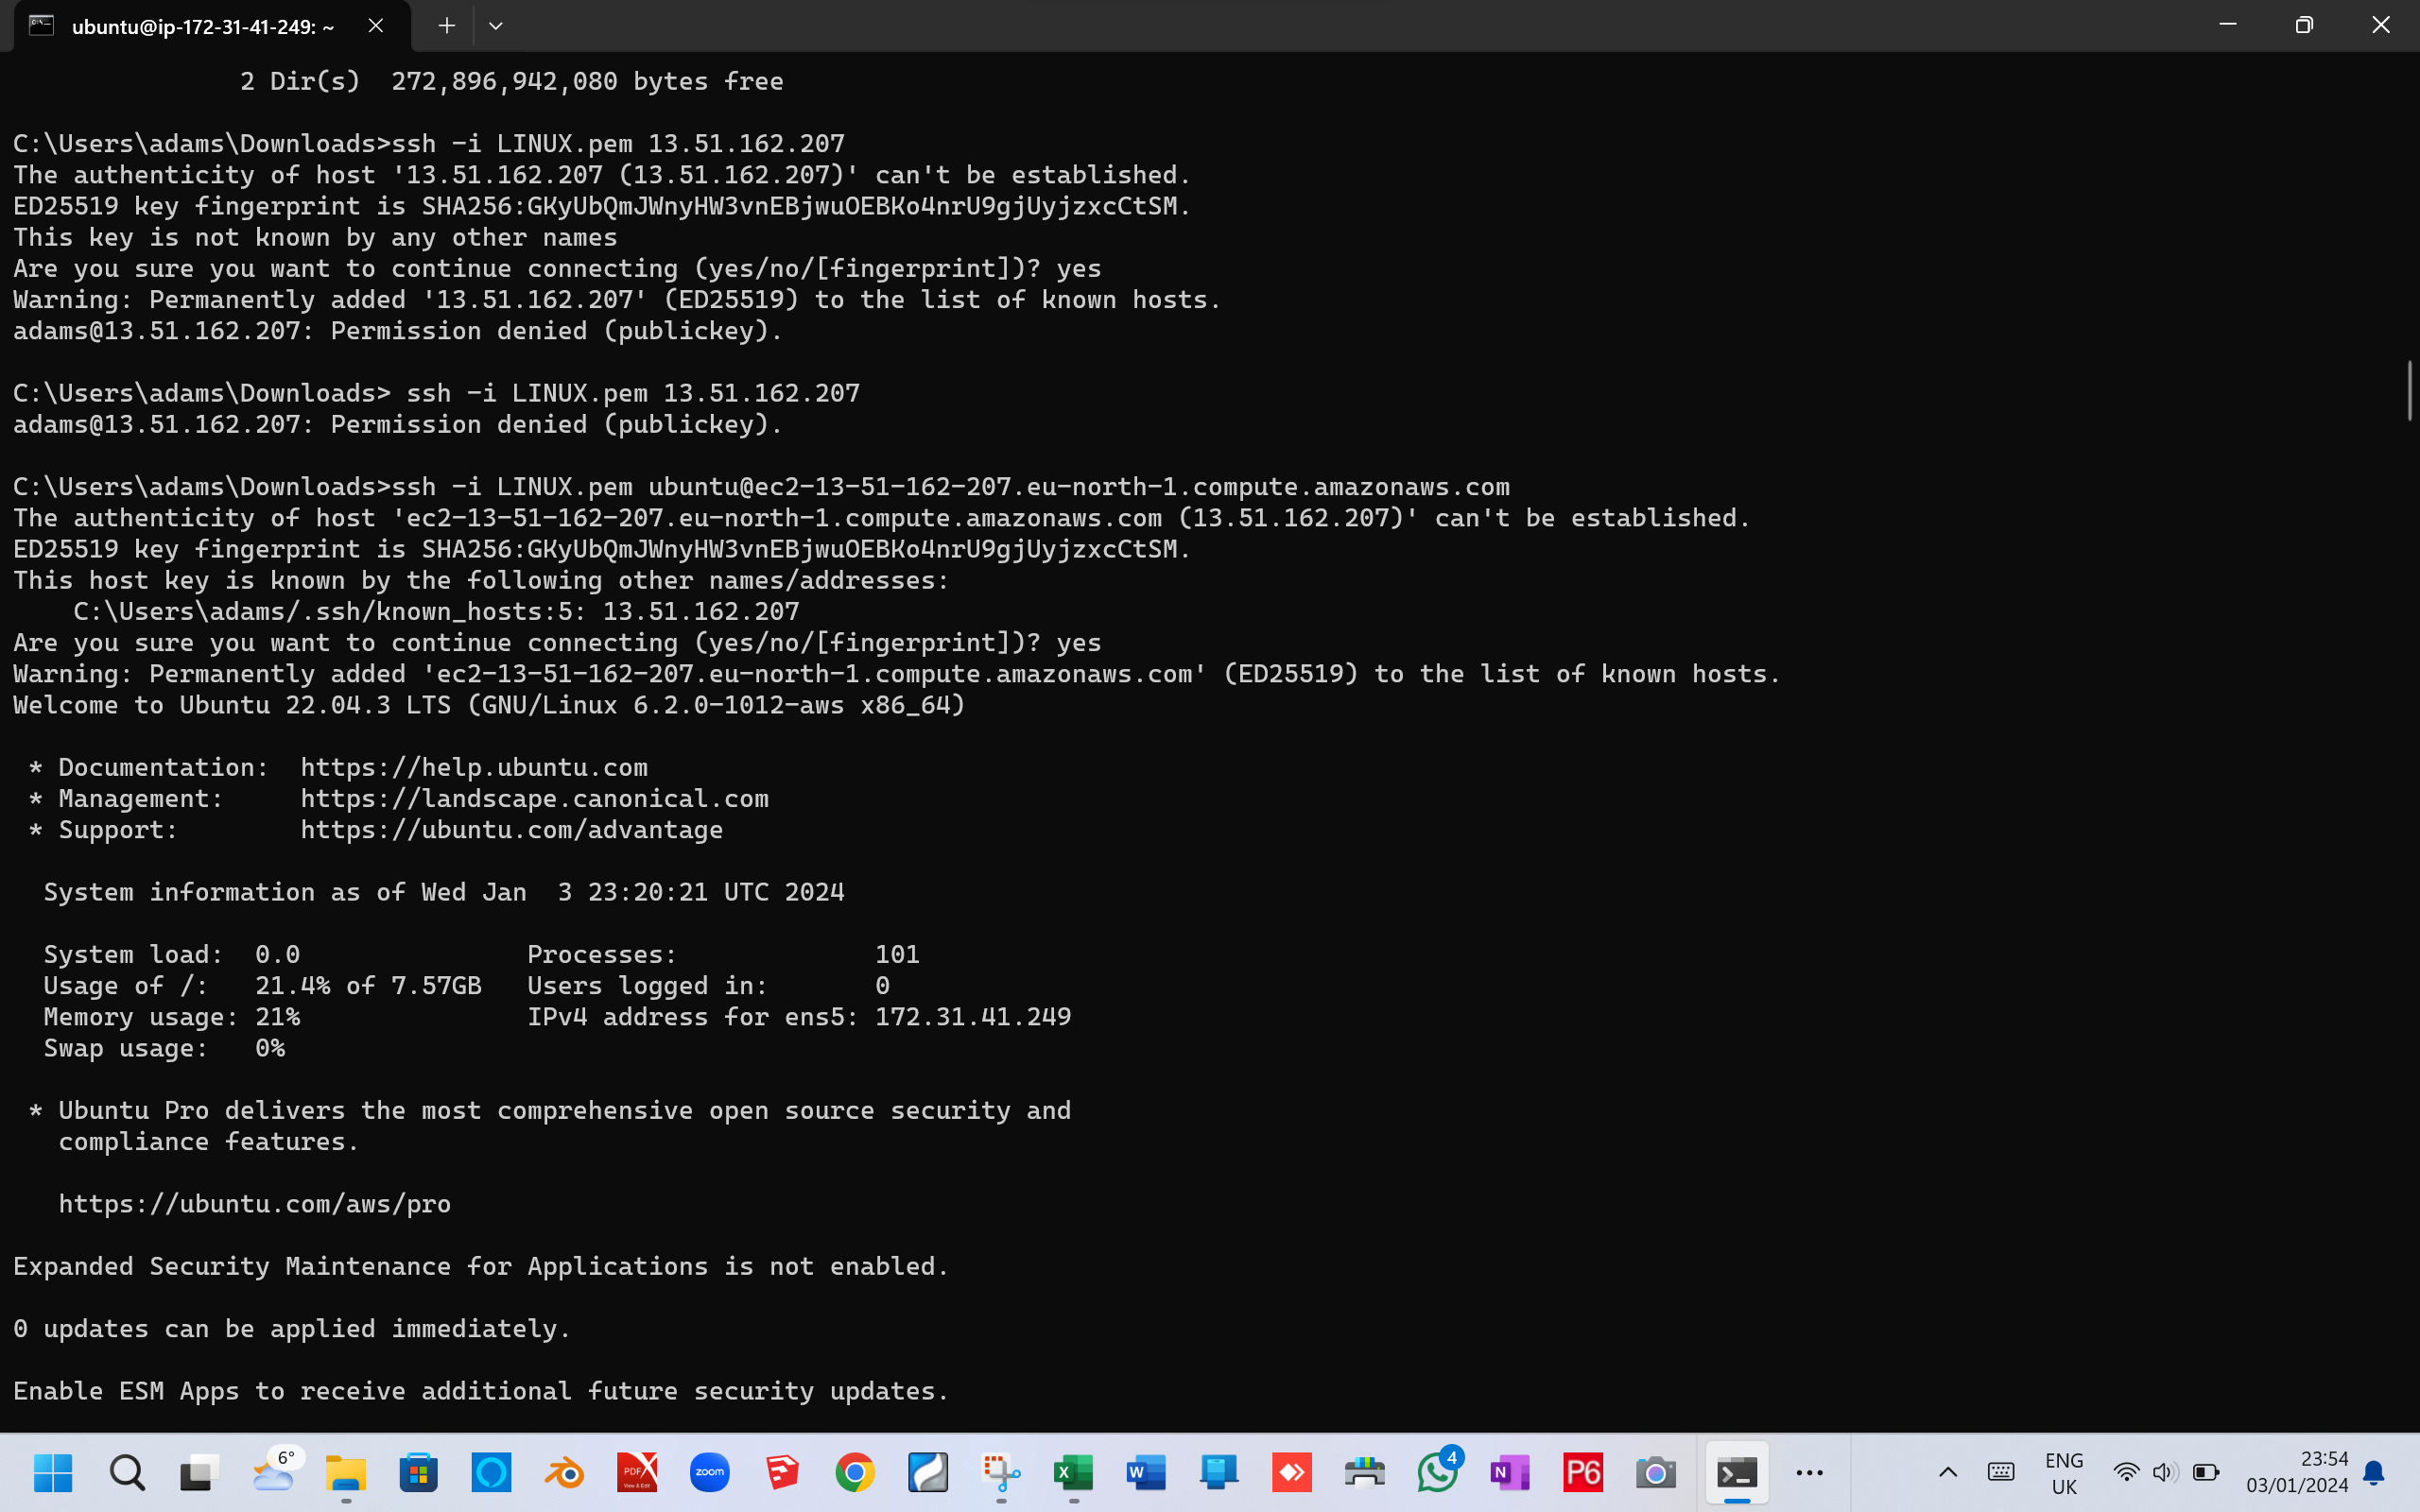 ubuntu@ip-172-31-41-249: ~
2 Dir(s)  272,896,942,080 bytes free
C:\Users\adams\Downloads>ssh -i LINUX.pem 13.51.162.207
The authenticity of host '13.51.162.207 (13.51.162.207)' can't be established.
ED25519 key fingerprint is SHA256:GKyUbQmJWnyHW3vnEBjwuOEBKo4nrU9gjUyjzxcCtSM.
This key is not known by any other names
Are you sure you want to continue connecting (yes/no/[fingerprint])? yes
Warning: Permanently added '13.51.162.207' (ED25519) to the list of known hosts.
adams@13.51.162.207: Permission denied (publickey).
C:\Users\adams\Downloads> ssh -i LINUX.pem 13.51.162.207
adams@13.51.162.207: Permission denied (publickey).
C:\Users\adams\Downloads>ssh -i LINUX.pem ubuntu@ec2-13-51-162-207.eu-north-1.compute.amazonaws.com
The authenticity of host 'ec2-13-51-162-207.eu-north-1.compute.amazonaws.com (13.51.162.207)' can't be established.
ED25519 key fingerprint is SHA256:GKyUbQmJWnyHW3vnEBjwuOEBKo4nrU9gjUyjzxcCtSM.
This host key is known by the following other names/addresses:
    C:\Users\adams/.ssh/known_hosts:5: 13.51.162.207
Are you sure you want to continue connecting (yes/no/[fingerprint])? yes
Warning: Permanently added 'ec2-13-51-162-207.eu-north-1.compute.amazonaws.com' (ED25519) to the list of known hosts.
Welcome to Ubuntu 22.04.3 LTS (GNU/Linux 6.2.0-1012-aws x86_64)
 * Documentation:  https://help.ubuntu.com
 * Management:     https://landscape.canonical.com
 * Support:        https://ubuntu.com/advantage
  System information as of Wed Jan  3 23:20:21 UTC 2024
  System load:  0.0               Processes:             101
  Usage of /:   21.4% of 7.57GB   Users logged in:       0
  Memory usage: 21%               IPv4 address for ens5: 172.31.41.249
  Swap usage:   0%
 * Ubuntu Pro delivers the most comprehensive open source security and
   compliance features.
   https://ubuntu.com/aws/pro
Expanded Security Maintenance for Applications is not enabled.
0 updates can be applied immediately.
Enable ESM Apps to receive additional future security updates.
6°
PDF
View & Edit
zoom
X
W
4
N
P6
ENG
UK
23:54
03/01/2024